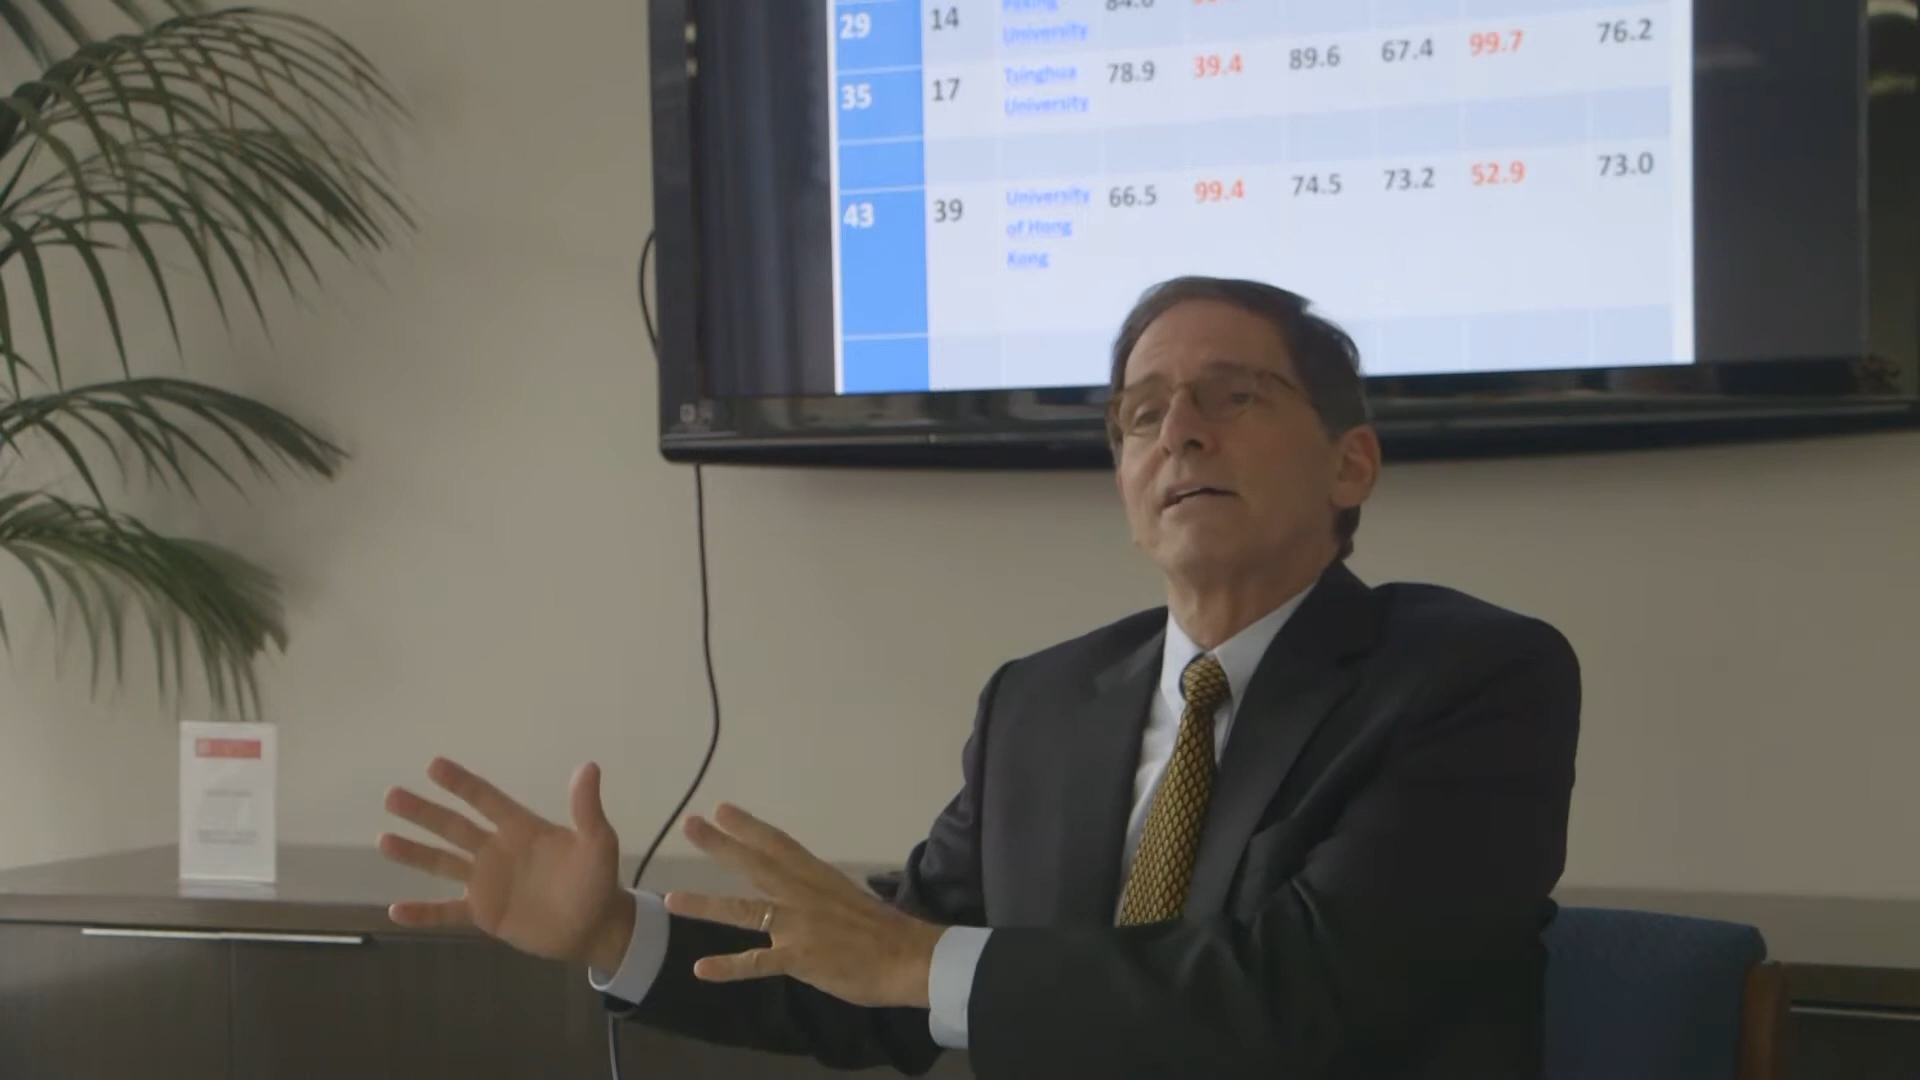 29 14 Peking 84.6
University
35 17 Tsinghua 78.9 39.4 89.6 67.4 99.7 76.2
University
43 39 University 66.5 99.4 74.5 73.2 52.9 73.0
of Hong
Kong